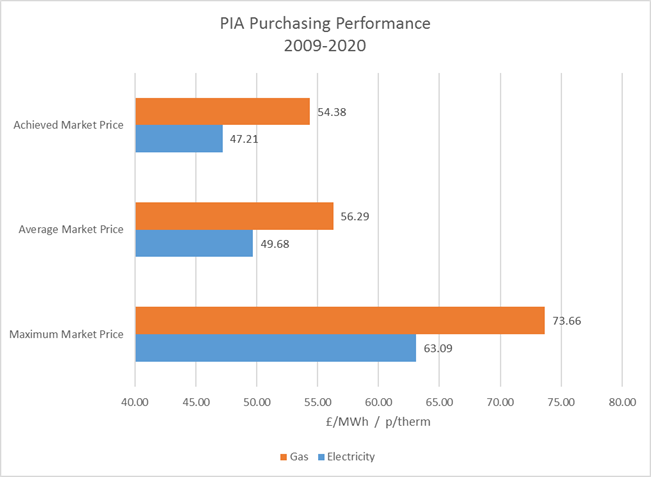 PIA Purchasing Performance
2009-2020
Achieved Market Price
54.38
47.21
Average Market Price
56.29
49.68
Maximum Market Price
73.66
63.09
40.00 45.00 50.00 55.00 60.00 65.00 70.00 75.00 80.00
£/MWh / p/therm
Gas Electricity